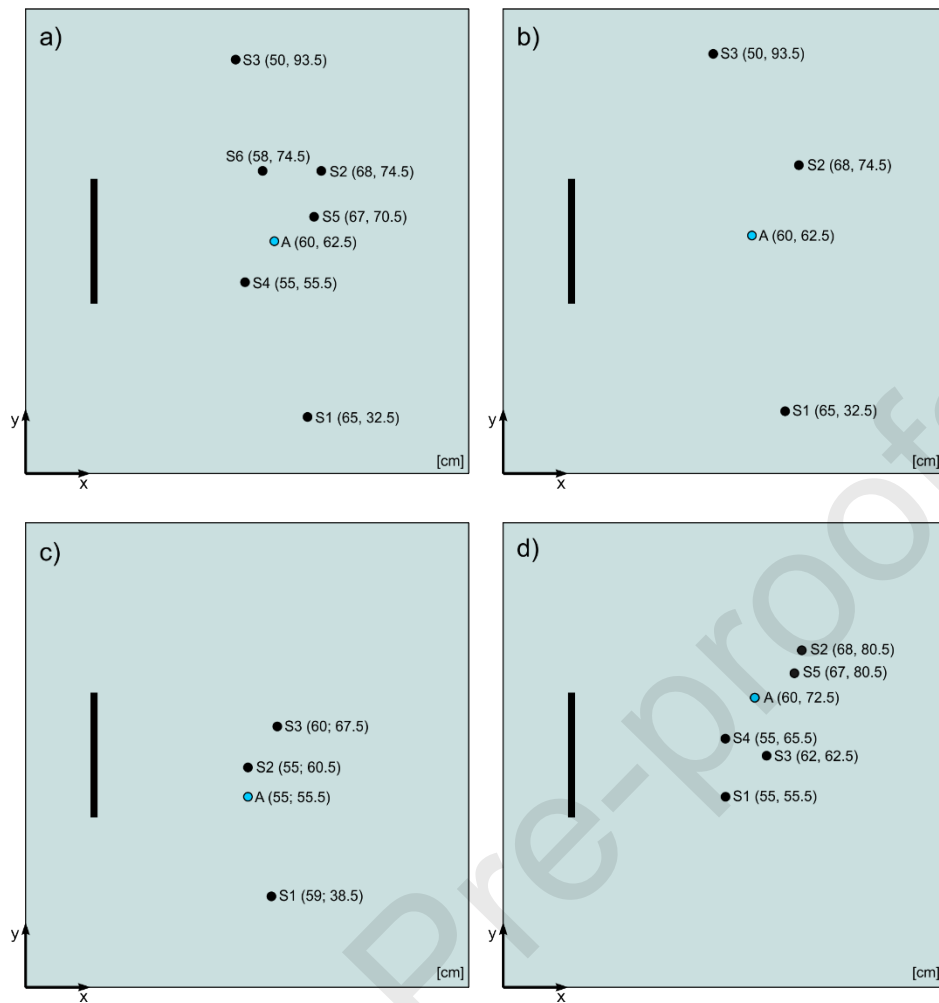 a)
S3 (50, 93.5)
S6 (58, 74.5)
S2 (68, 74.5)
S5 (67, 70.5)
A (60, 62.5)
S4 (55, 55.5)
S1 (65, 32.5)
y
x
[cm]
b)
S3 (50, 93.5)
S2 (68, 74.5)
A (60, 62.5)
S1 (65, 32.5)
y
x
[cm]
c)
S3 (60; 67.5)
S2 (55; 60.5)
A (55; 55.5)
S1 (59; 38.5)
y
x
[cm]
d)
S2 (68, 80.5)
S5 (67, 80.5)
A (60, 72.5)
S4 (55, 65.5)
S3 (62, 62.5)
S1 (55, 55.5)
y
x
[cm]
Pre-proofs